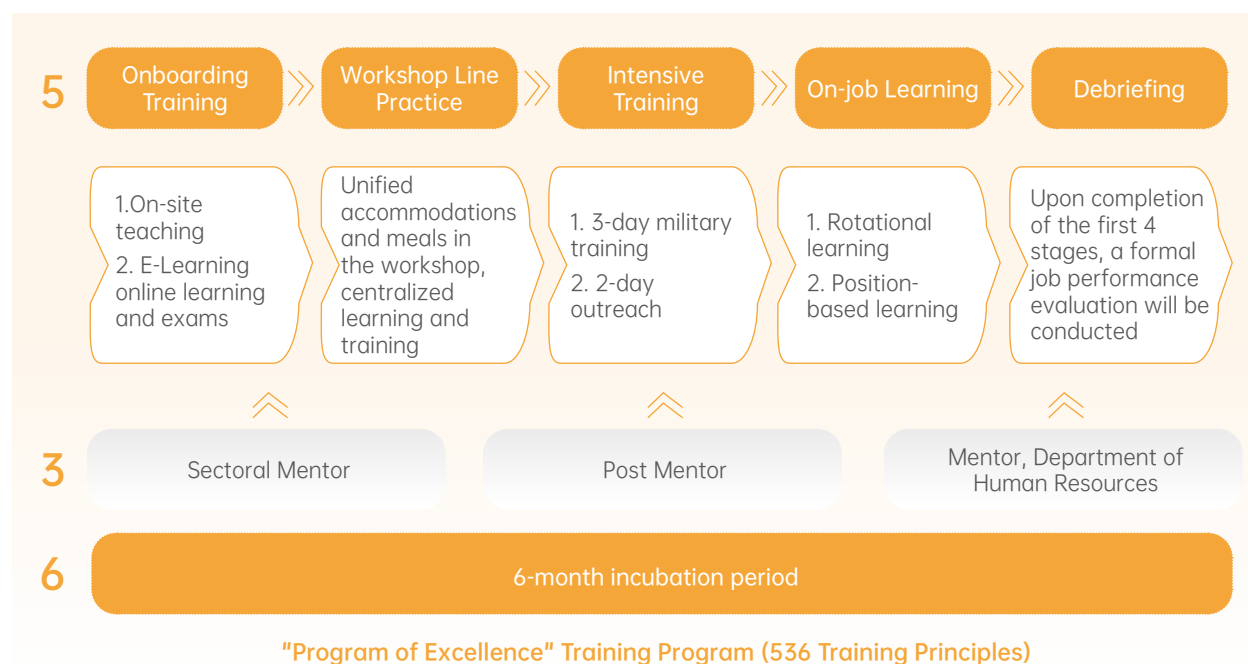 5
Onboarding
Training
Workshop Line
Practice
Intensive
Training
On-job Learning
Debriefing
1.On-site
teaching
2. E-Learning
online learning
and exams
Unified
accommodations
and meals in
the workshop,
centralized
learning and
training
1. 3-day military
training
2. 2-day
outreach
1. Rotational
learning
2. Position-
based learning
Upon completion
of the first 4
stages, a formal
job performance
evaluation will be
conducted
3
Sectoral Mentor
Post Mentor
Mentor, Department of
Human Resources
6
6-month incubation period
"Program of Excellence" Training Program (536 Training Principles)